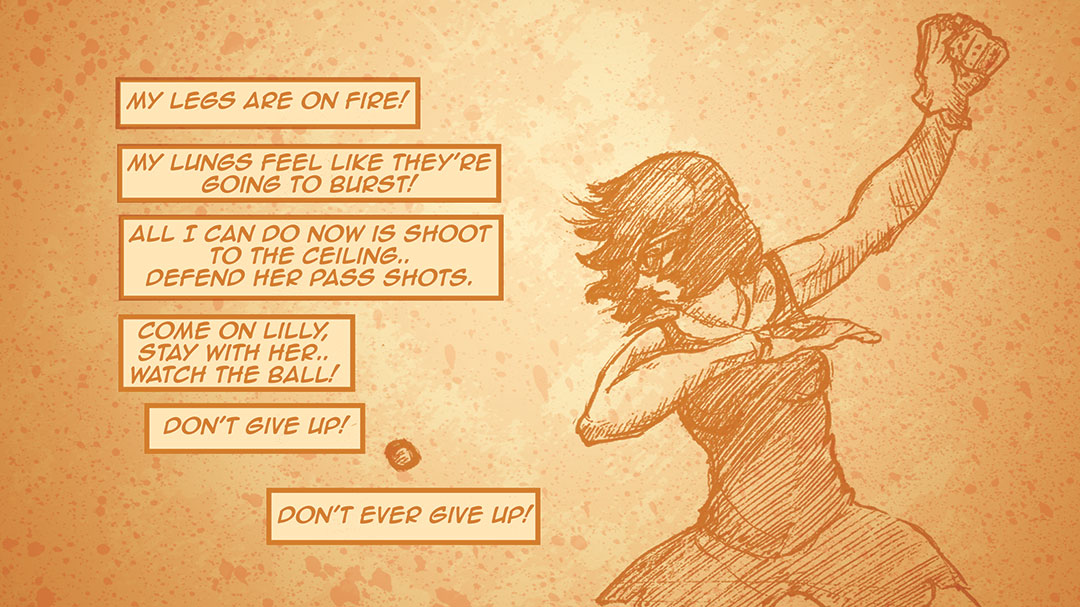 MY LEGS ARE ON FIRE!
MY LUNGS FEEL LIKE THEY'RE
GOING TO BURST!
ALL I CAN DO NOW IS SHOOT
TO THE CEILING..
DEFEND HER PASS SHOTS.
COME ON LILLY,
STAY WITH HER..
WATCH THE BALL!
DON'T GIVE UP!
DON'T EVER GIVE UP!